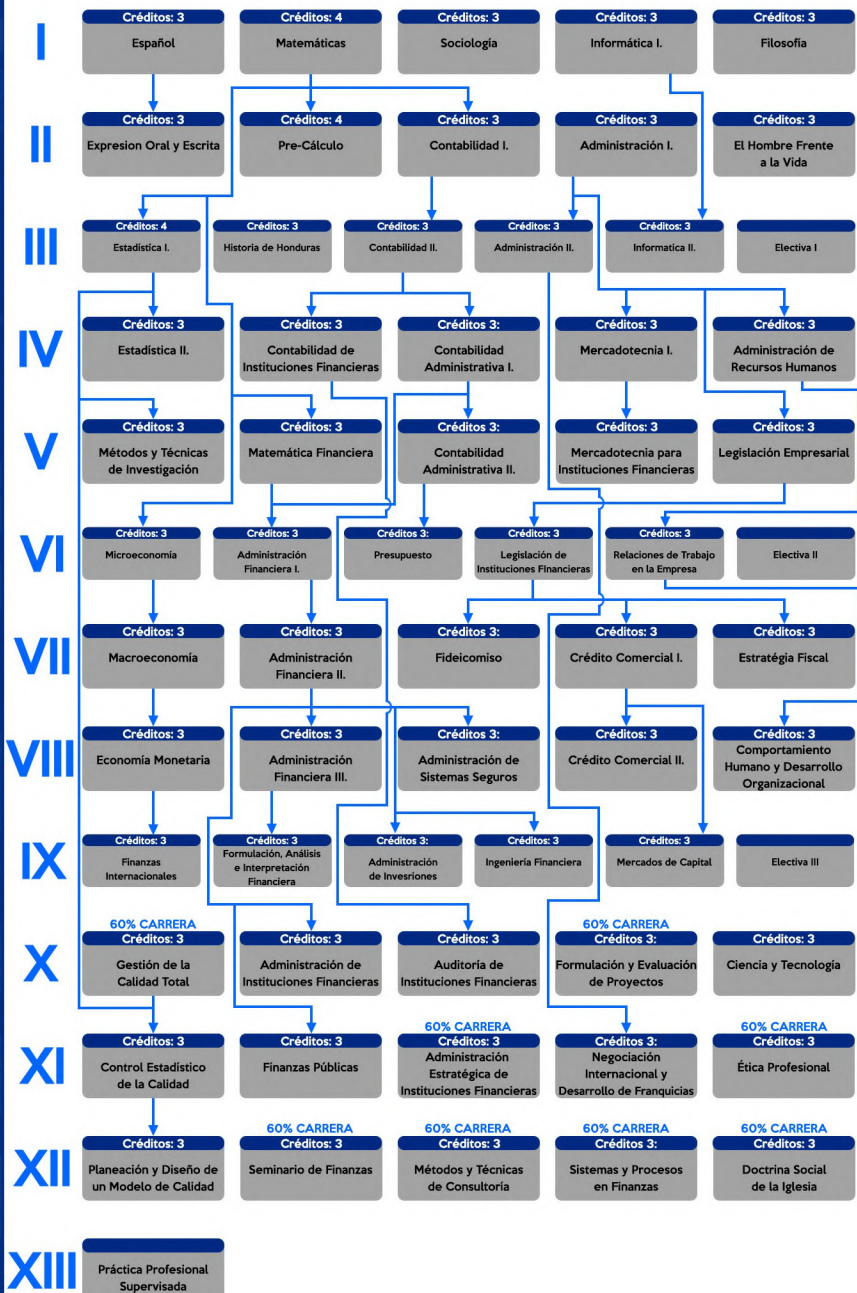 I
Créditos: 3
Español
Créditos: 4
Matemáticas
Créditos: 3
Sociología
Créditos: 3
Informática I.
Créditos: 3
Filosofía
II
Créditos: 3
Expresion Oral y Escrita
Créditos: 4
Pre-Cálculo
Créditos: 3
Contabilidad I.
Créditos: 3
Administración I.
Créditos: 3
El Hombre Frente
a la Vida
III
Créditos: 4
Estadística I.
Créditos: 3
Historia de Honduras
Créditos: 3
Contabilidad II.
Créditos: 3
Administración II.
Créditos: 3
Informatica II.
Electiva I
IV
Créditos: 3
Estadística II.
Créditos: 3
Contabilidad de
Instituciones Financieras
Créditos 3:
Contabilidad
Administrativa I.
Créditos: 3
Mercadotecnia I.
Créditos: 3
Administración de
Recursos Humanos
V
Créditos: 3
Métodos y Técnicas
de Investigación
Créditos: 3
Matemática Financiera
Créditos 3:
Contabilidad
Administrativa II.
Créditos: 3
Mercadotecnia para
Instituciones Financieras
Créditos: 3
Legislación Empresarial
VI
Créditos: 3
Microeconomía
Créditos: 3
Administración
Financiera I.
Créditos 3:
Presupuesto
Créditos: 3
Legislación de
Instituciones FInancieras
Créditos: 3
Relaciones de Trabajo
en la Empresa
Electiva II
VII
Créditos: 3
Macroeconomía
Créditos: 3
Administración
Financiera II.
Créditos 3:
Fideicomiso
Créditos: 3
Crédito Comercial I.
Créditos: 3
Estratégia Fiscal
VIII
Créditos: 3
Economía Monetaria
Créditos: 3
Administración
Financiera III.
Créditos 3:
Administración de
Sistemas Seguros
Créditos: 3
Crédito Comercial II.
Créditos: 3
Comportamiento
Humano y Desarrollo
Organizacional
IX
Créditos: 3
Finanzas
Internacionales
Créditos: 3
Formulación, Análisis
e Interpretación
Financiera
Créditos 3:
Administración
de Invesriones
Créditos: 3
Ingeniería Financiera
Créditos: 3
Mercados de Capital
Electiva III
X
60% CARRERA
Créditos: 3
Gestión de la
Calidad Total
Créditos: 3
Administración de
Instituciones Financieras
Créditos: 3
Auditoría de
Instituciones Financieras
60% CARRERA
Créditos 3:
Formulación y Evaluación
de Proyectos
Créditos: 3
Ciencia y Tecnología
XI
Créditos: 3
Control Estadístico
de la Calidad
Créditos: 3
Finanzas Públicas
60% CARRERA
Créditos: 3
Administración
Estratégica de
Instituciones Financieras
Créditos 3:
Negociación
Internacional y
Desarrollo de Franquicias
60% CARRERA
Créditos: 3
Ética Profesional
XII
Créditos: 3
Planeación y Diseño de
un Modelo de Calidad
60% CARRERA
Créditos: 3
Seminario de Finanzas
60% CARRERA
Créditos: 3
Métodos y Técnicas
de Consultoría
60% CARRERA
Créditos 3:
Sistemas y Procesos
en Finanzas
60% CARRERA
Créditos: 3
Doctrina Social
de la Iglesia
XIII
Práctica Profesional
Supervisada